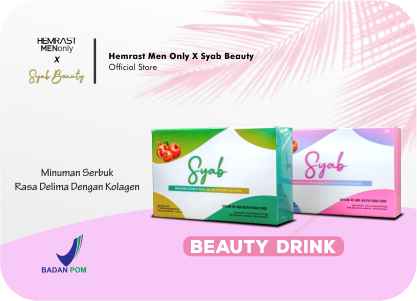 HEMRAST
MENonly
X
Syab Beauty
Hemrast Men Only X Syab Beauty
Official Store
Minuman Serbuk
Rasa Delima Dengan Kolagen
Syab
Syab
BEAUTY DRINK
BADAN POM